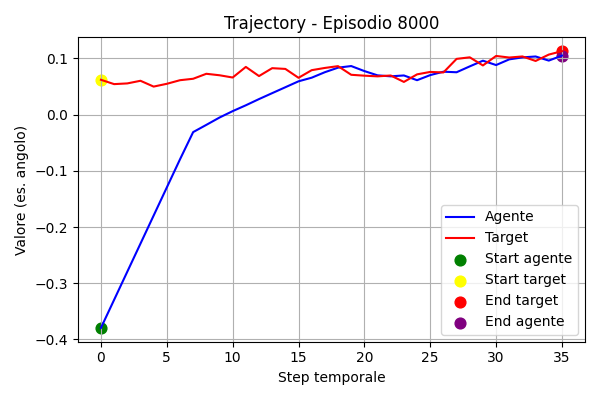 Trajectory - Episodio 8000
Valore (es. angolo)
0.1
0.0
−0.1
−0.2
−0.3
−0.4
0 5 10 15 20 25 30 35
Step temporale
Agente
Target
Start agente
Start target
End target
End agente